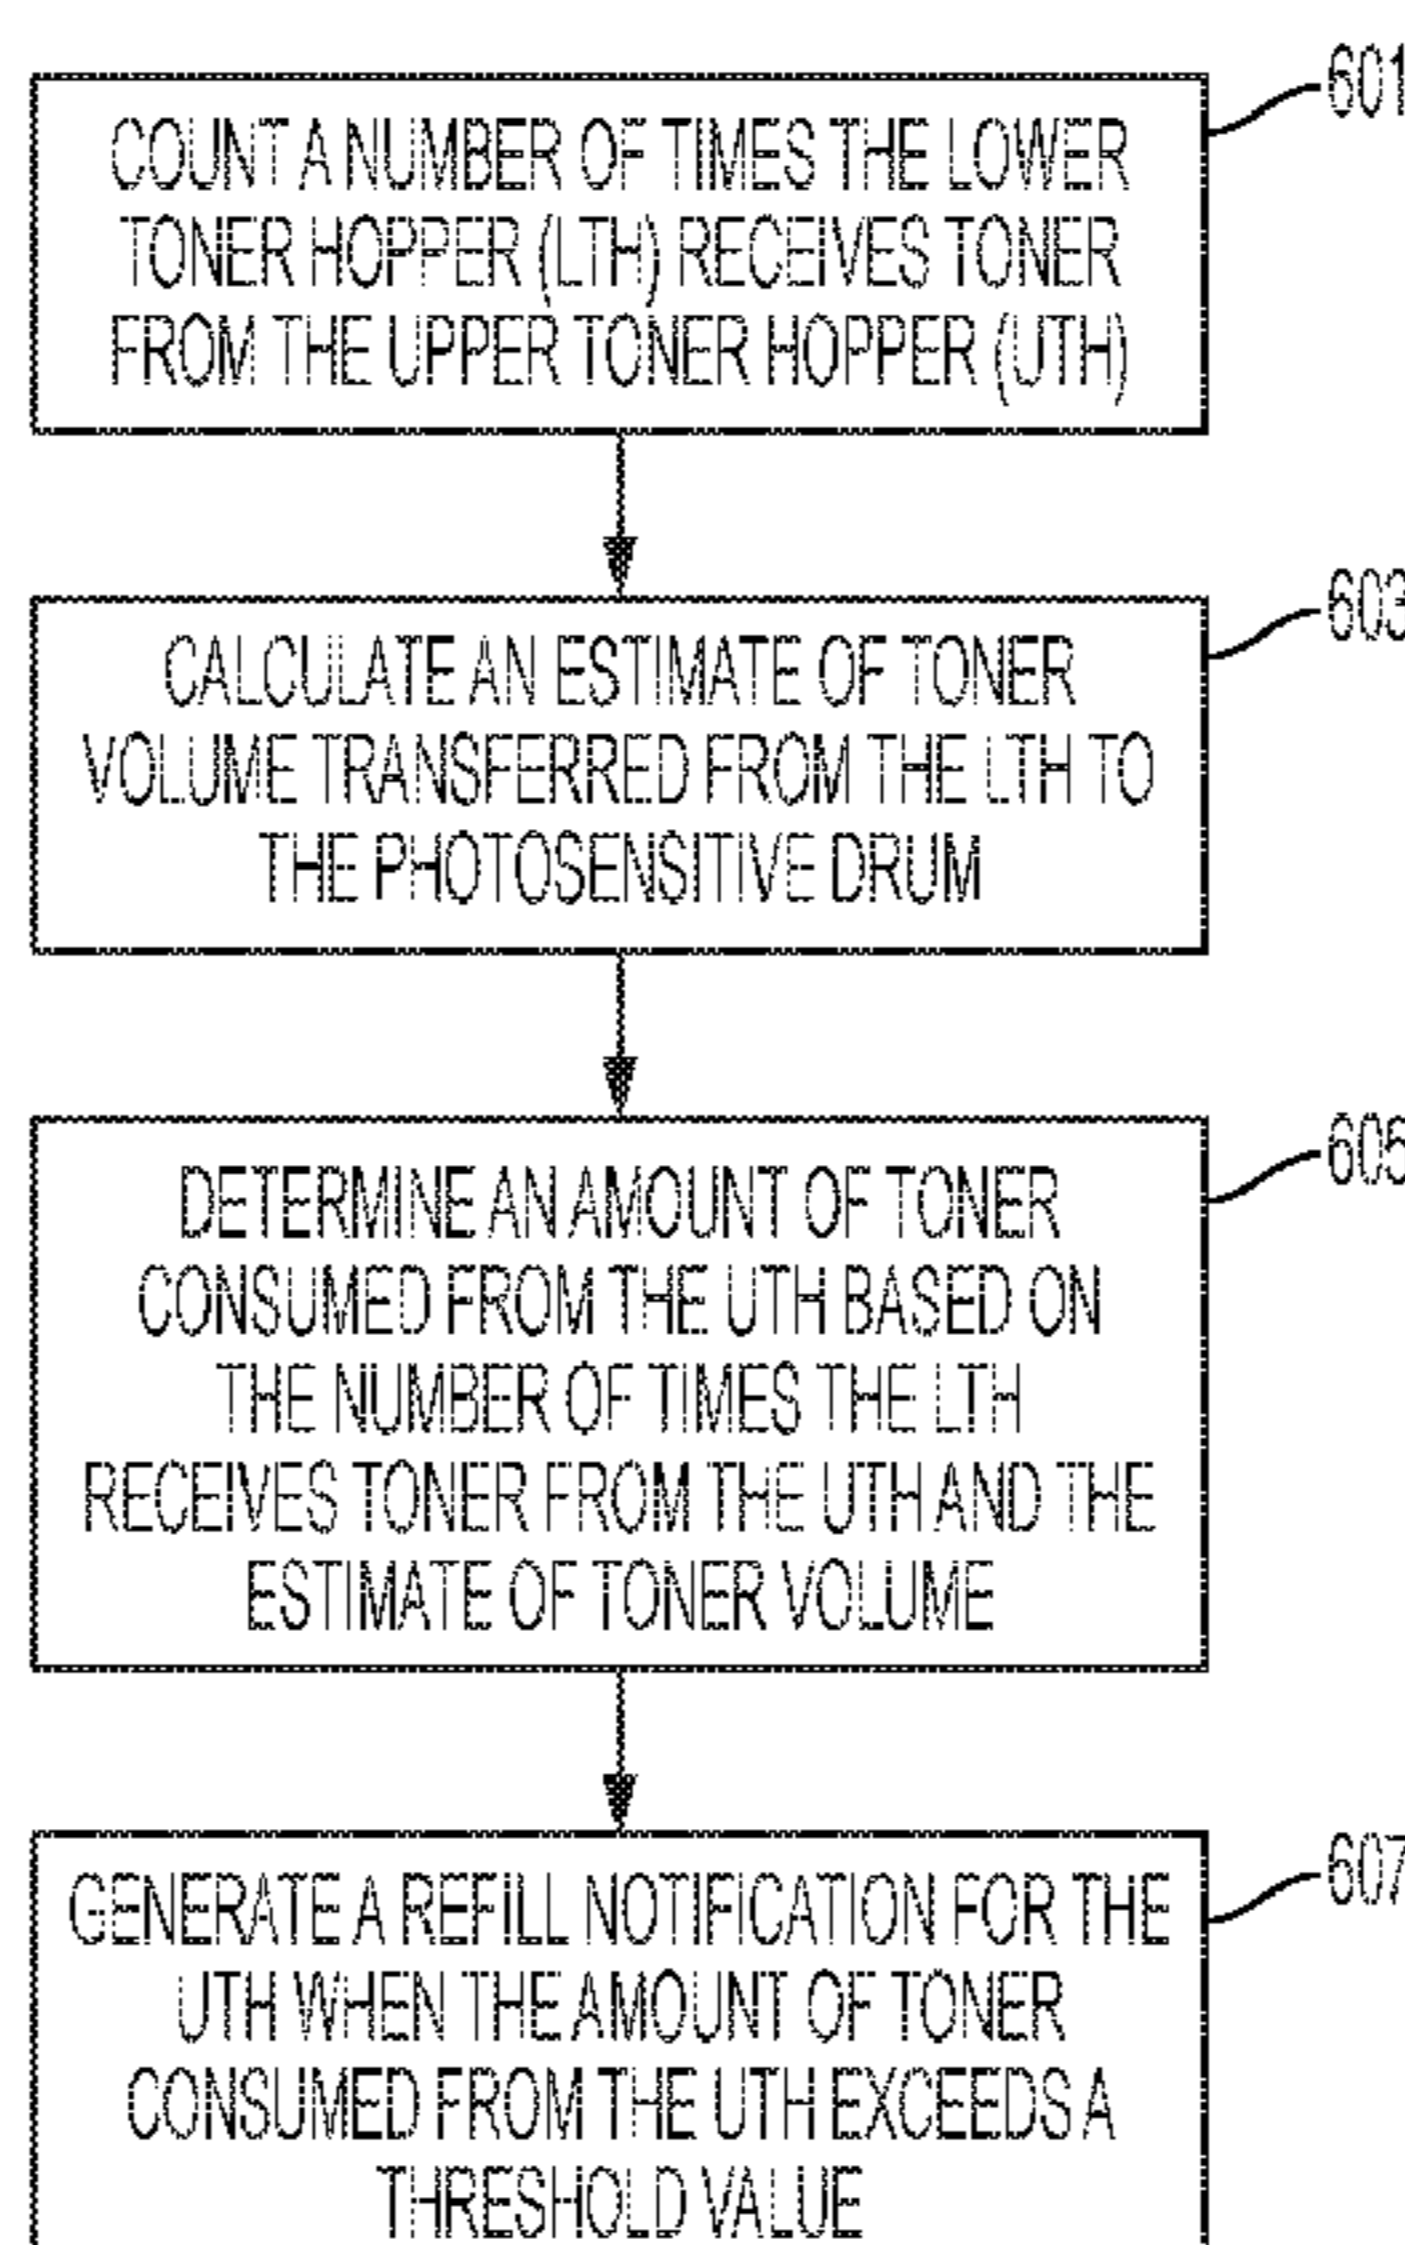 601
COUNT A NUMBER OF TIMES THE LOWER
TONER HOPPER (LTH) RECEIVES TONER
FROM THE UPPER TONER HOPPER (UTH)
603
CALCULATE AN ESTIMATE OF TONER
VOLUME TRANSFERRED FROM THE LTH TO
THE PHOTOSENSITIVE DRUM
605
DETERMINE AN AMOUNT OF TONER
CONSUMED FROM THE UTH BASED ON
THE NUMBER OF TIMES THE LTH
RECEIVES TONER FROM THE UTH AND THE
ESTIMATE OF TONER VOLUME
607
GENERATE A REFILL NOTIFICATION FOR THE
UTH WHEN THE AMOUNT OF TONER
CONSUMED FROM THE UTH EXCEEDS A
THRESHOLD VALUE